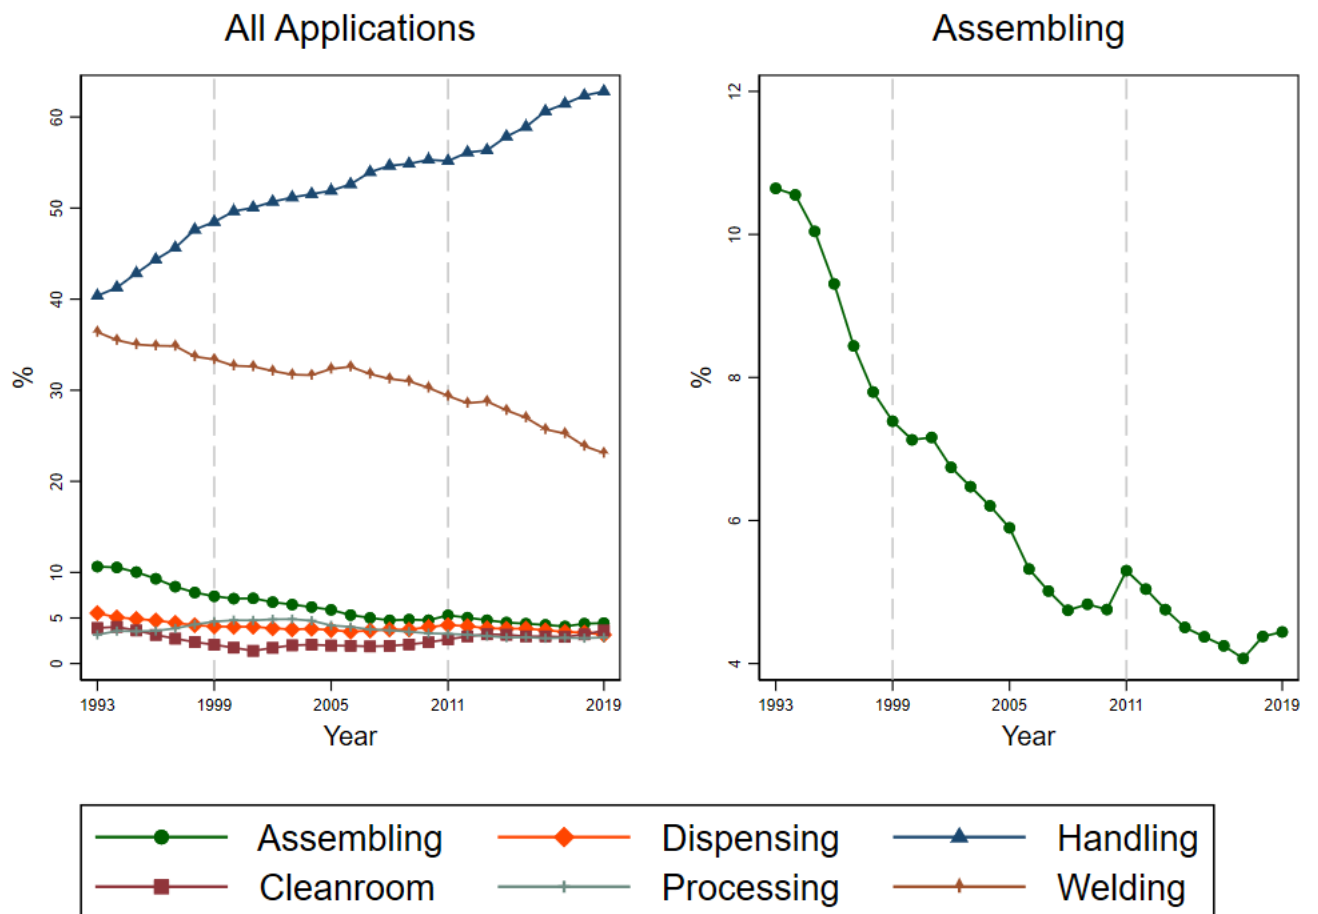 All Applications
60
50
40
30
20
10
5
0
%
1993 1999 2005 2011 2019
Year
Assembling
12
10
8
6
4
%
1993 1999 2005 2011 2019
Year
Assembling Dispensing Handling
Cleanroom Processing Welding